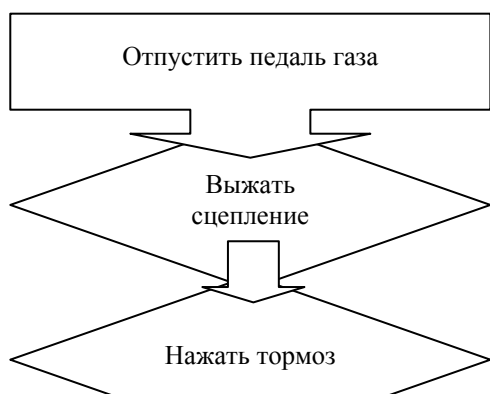 Отпустить педаль газа
Выжать
сцепление
Нажать тормоз